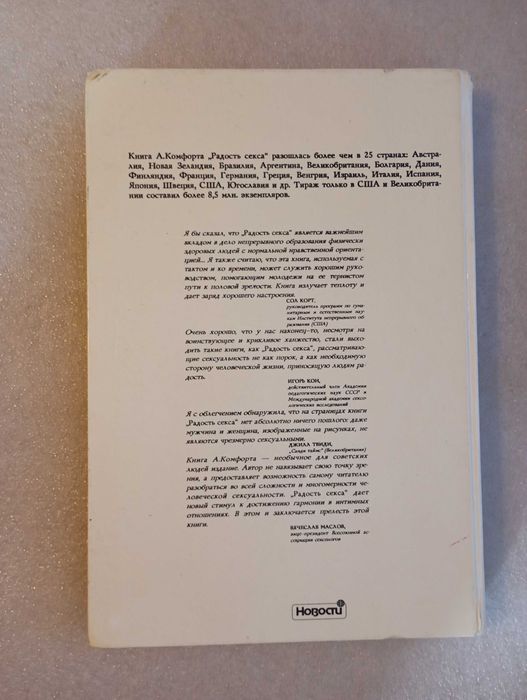 Книга А.Комфорта „Радость секса" разошлась более чем в 25 странах: Австра-
лия, Новая Зеландия, Бразилия, Аргентина, Великобритания, Болгария, Дания,
Финляндия, Франция, Германия, Греция, Венгрия, Израиль, Италия, Испания,
Япония, Швеция, США, Югославия и др. Тираж только в США и Великобрита-
нии составил более 8,5 млн. экземпляров.
Я бы сказал, что „Радость секса" является важнейшим
вкладом в дело непрерывного образования физически
здоровых людей с нормальной нравственной ориента-
цией... Я также считаю, что эта книга, используемая с
тактом и ко времени, может служить хорошим руко-
водством, помогающим молодежи на ее тернистом
пути к половой зрелости. Книга излучает теплоту и
дает заряд хорошего настроения.
СОЛ КОРТ,
руководитель программ по гума-
нитарным и естественным нау-
кам Института непрерывного об
разования (США)
Очень хорошо, что у нас наконец-то, несмотря на
воинствующее и крикливое ханжество, стали выхо-
дить такие книги, как „Радость секса", рассматриваю-
щие сексуальность не как порок, а как необходимую
сторону человеческой жизни, приносящую людям ра-
дость.
ИГОРЬ КОН,
действительный член Академии
педагогических наук СССР и
Международной академии сексо-
логических исследований
Я с облегчением обнаружила, что на страницах книги
„Радость секса" нет абсолютно ничего пошлого: даже
мужчина и женщина, изображенные на рисунках, не
являются чрезмерно сексуальными.
ДЖИЛЛ ТВИДИ,
„Санди таймс" (Великобритания)
Книга А.Комфорта — необычное для советских
людей издание. Автор не навязывает свою точку зре-
ния, а предоставляет возможность самому читателю
разобраться во всей сложности и многомерности че-
ловеческой сексуальности. „Радость секса" дает
новый стимул к достижению гармонии в интимных
отношениях. В этом и заключается прелесть этой
книги.
ВЯЧЕСЛАВ МАСЛОВ,
вице-президент Всесоюзной ас-
социации сексологов
Новости